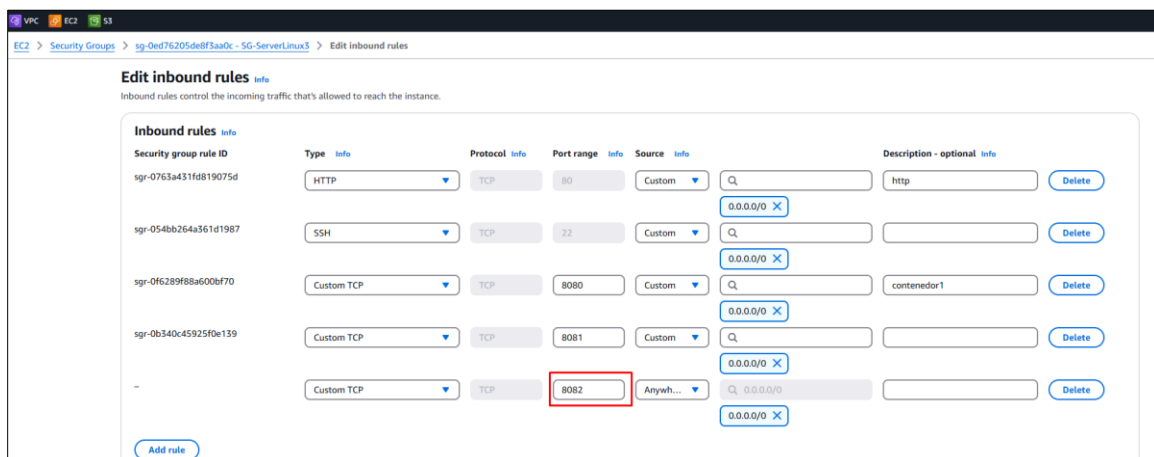 VPC EC2 S3
EC2 > Security Groups > sg-0ed76205de8f3aa0c - SG-ServerLinux3 > Edit inbound rules
Edit inbound rules Info
Inbound rules control the incoming traffic that's allowed to reach the instance.
Inbound rules Info
Security group rule ID Type Info Protocol Info Port range Info Source Info Description - optional Info
sgr-0763a431fd819075d HTTP TCP 80 Custom http Delete
0.0.0.0/0
sgr-054bb264a361d1987 SSH TCP 22 Custom Delete
0.0.0.0/0
sgr-0f6289f88a600bf70 Custom TCP TCP 8080 Custom contenedor1 Delete
0.0.0.0/0
sgr-0b340c45925f0e139 Custom TCP TCP 8081 Custom Delete
0.0.0.0/0
– Custom TCP TCP 8082 Anywh... 0.0.0.0/0 Delete
0.0.0.0/0
Add rule